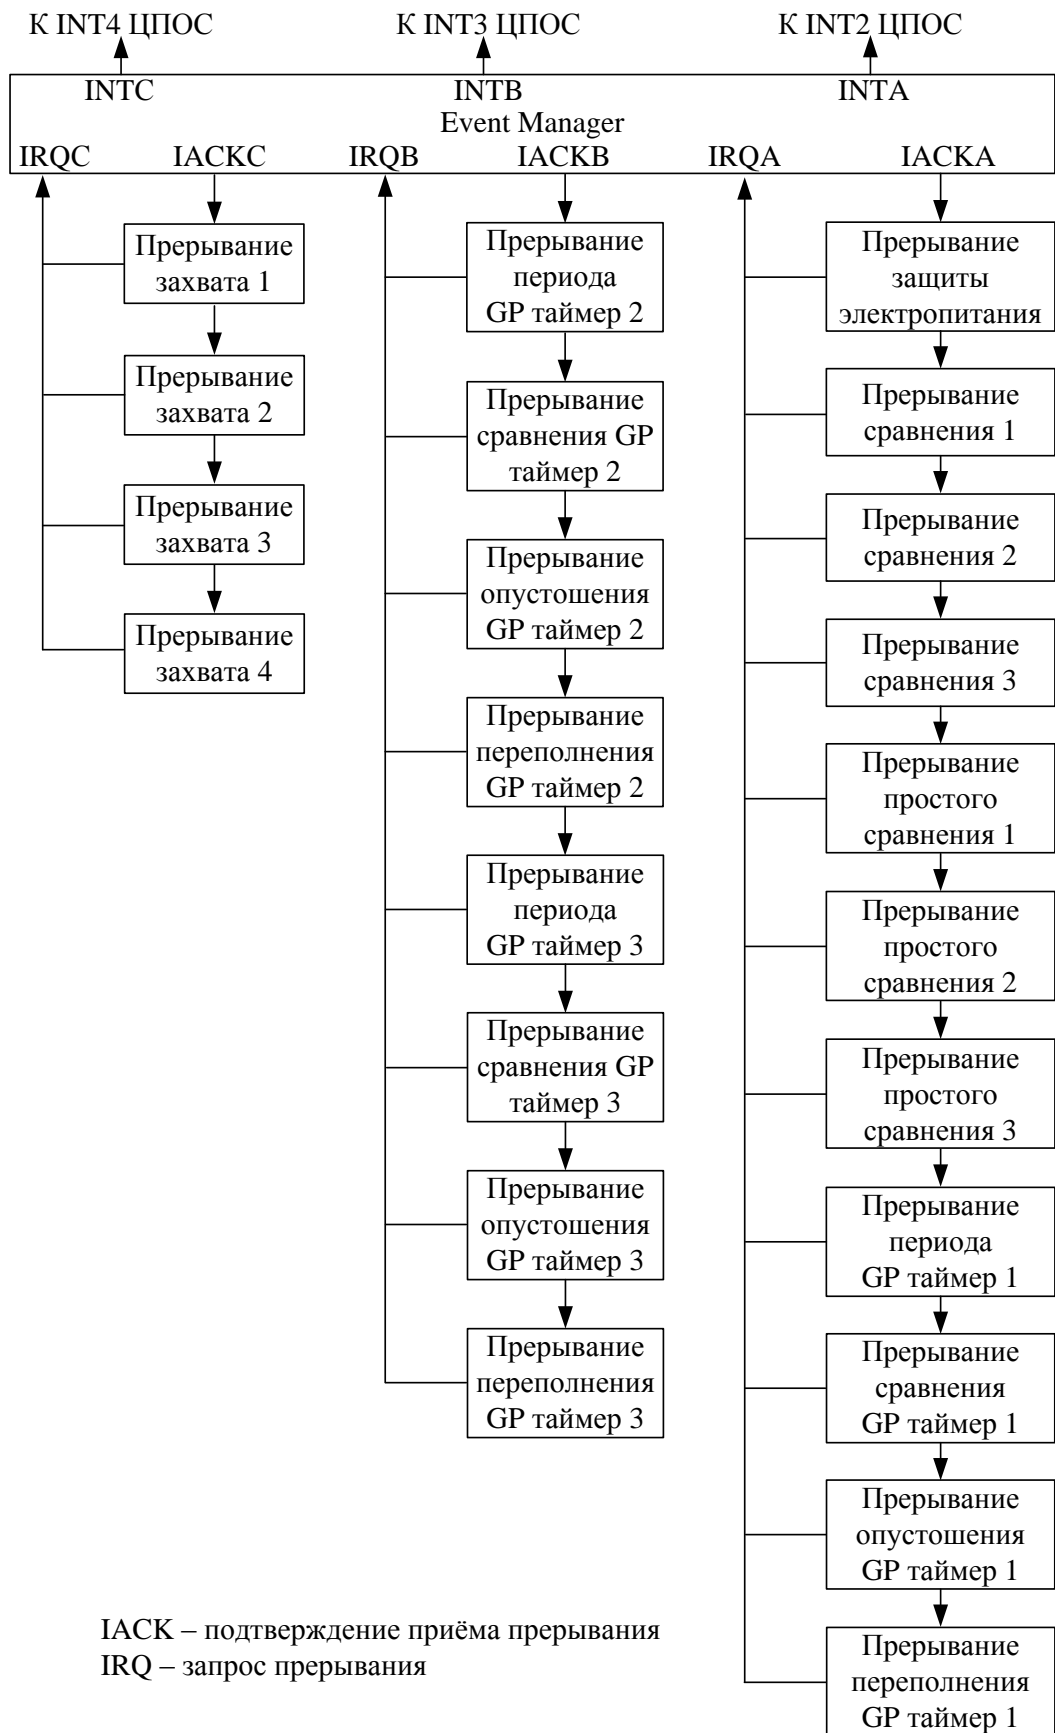 К INT4 ЦПОС
К INT3 ЦПОС
К INT2 ЦПОС
INTC
INTB
INTA
Event Manager
IRQC
IACKC
IRQB
IACKB
IRQA
IACKA
Прерывание
захвата 1
Прерывание
захвата 2
Прерывание
захвата 3
Прерывание
захвата 4
Прерывание
периода
GP таймер 2
Прерывание
сравнения GP
таймер 2
Прерывание
опустошения
GP таймер 2
Прерывание
переполнения
GP таймер 2
Прерывание
периода
GP таймер 3
Прерывание
сравнения GP
таймер 3
Прерывание
опустошения
GP таймер 3
Прерывание
переполнения
GP таймер 3
Прерывание
защиты
электропитания
Прерывание
сравнения 1
Прерывание
сравнения 2
Прерывание
сравнения 3
Прерывание
простого
сравнения 1
Прерывание
простого
сравнения 2
Прерывание
простого
сравнения 3
Прерывание
периода
GP таймер 1
Прерывание
сравнения
GP таймер 1
Прерывание
опустошения
GP таймер 1
Прерывание
переполнения
GP таймер 1
IACK – подтверждение приёма прерывания
IRQ – запрос прерывания